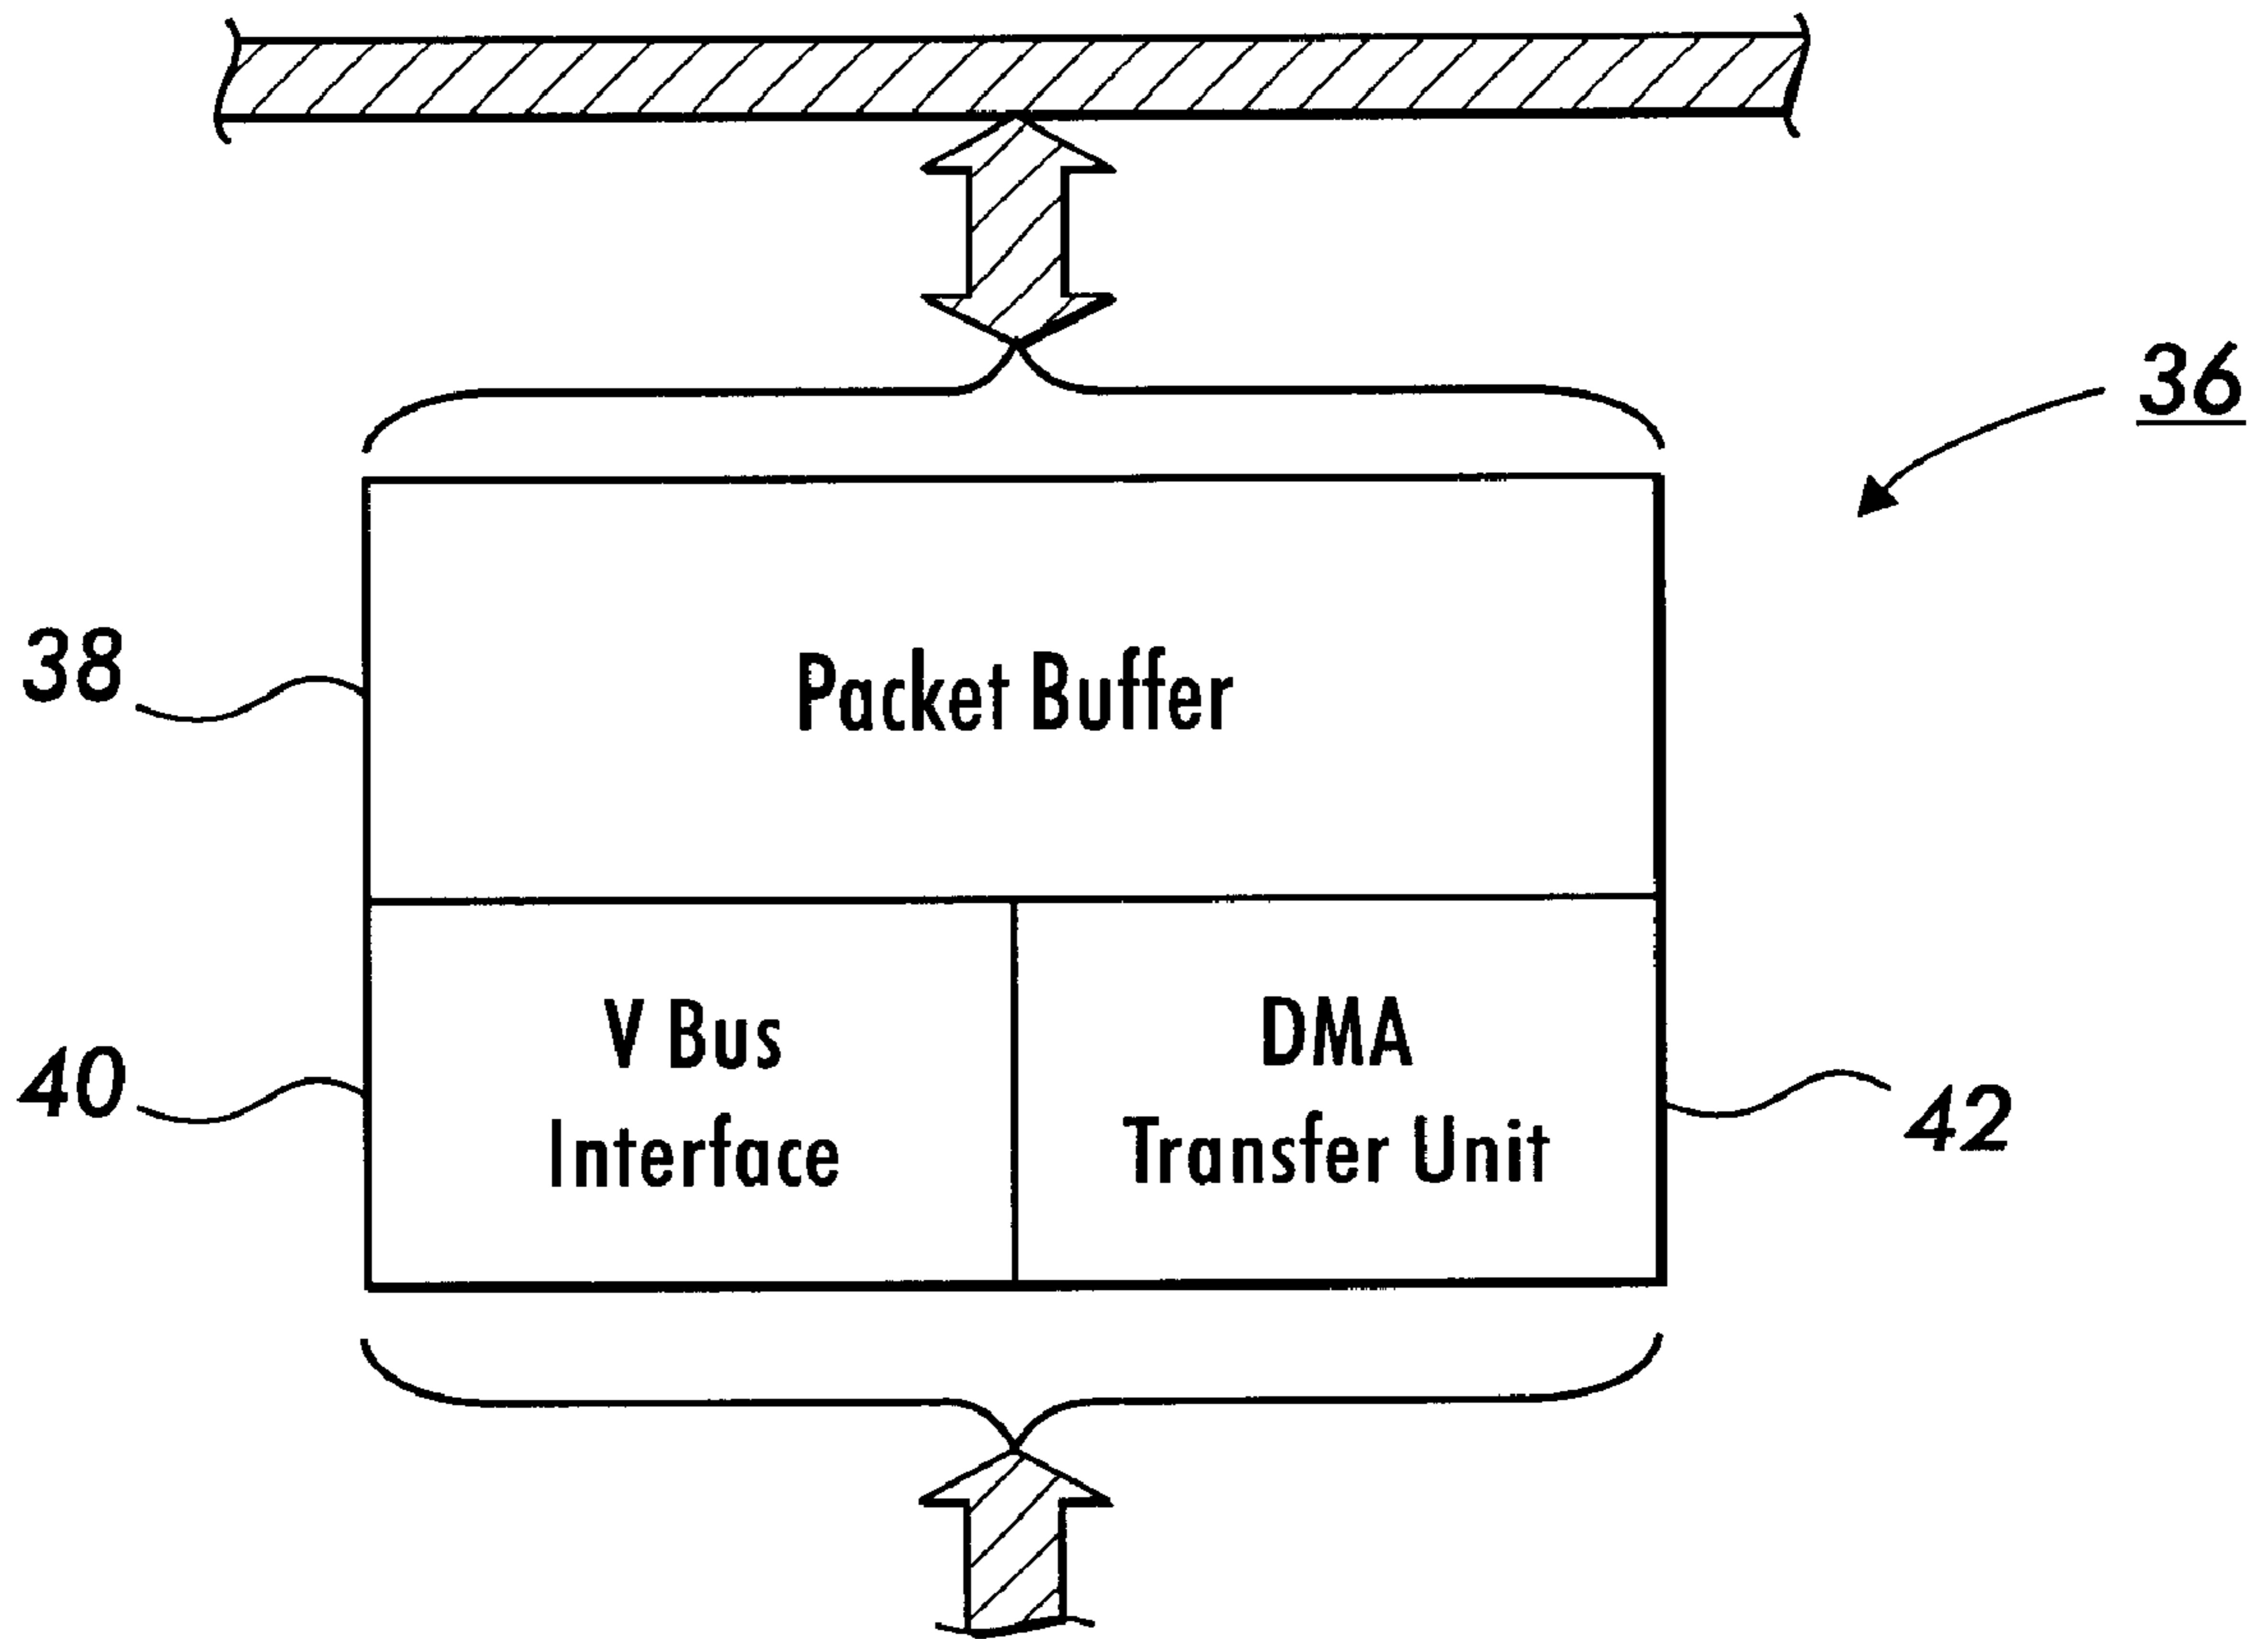 36
38
Packet Buffer
V Bus
Interface
DMA
Transfer Unit
40
42